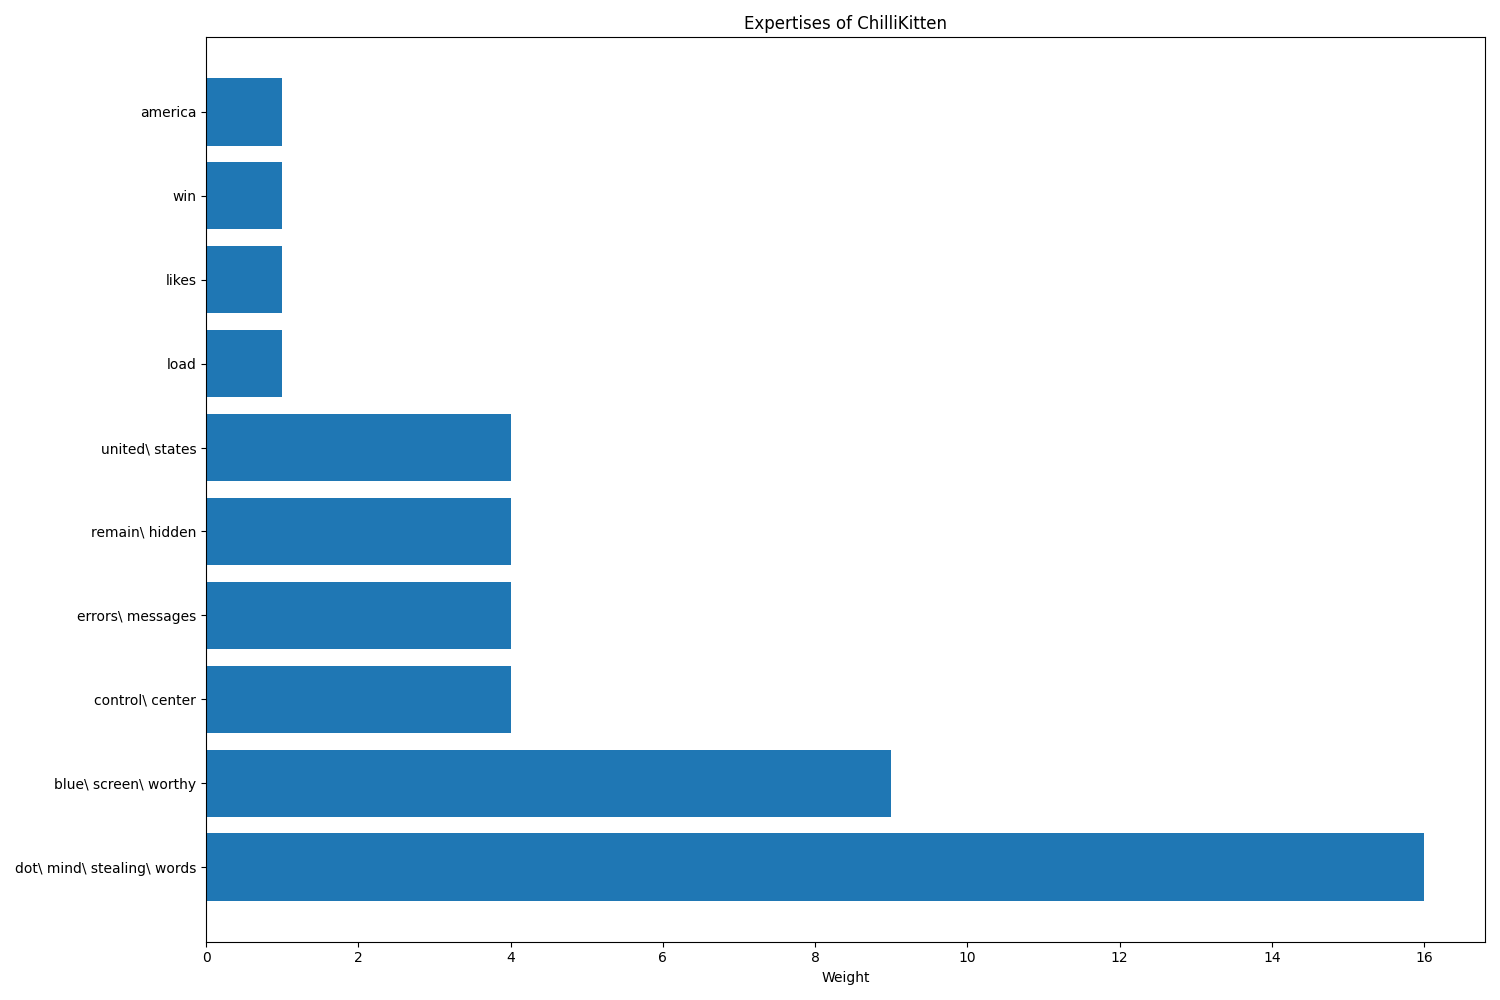 Expertises of ChilliKitten
america
win
likes
load
united\ states
remain\ hidden
errors\ messages
control\ center
blue\ screen\ worthy
dot\ mind\ stealing\ words
0 2 4 6 8 10 12 14 16
Weight